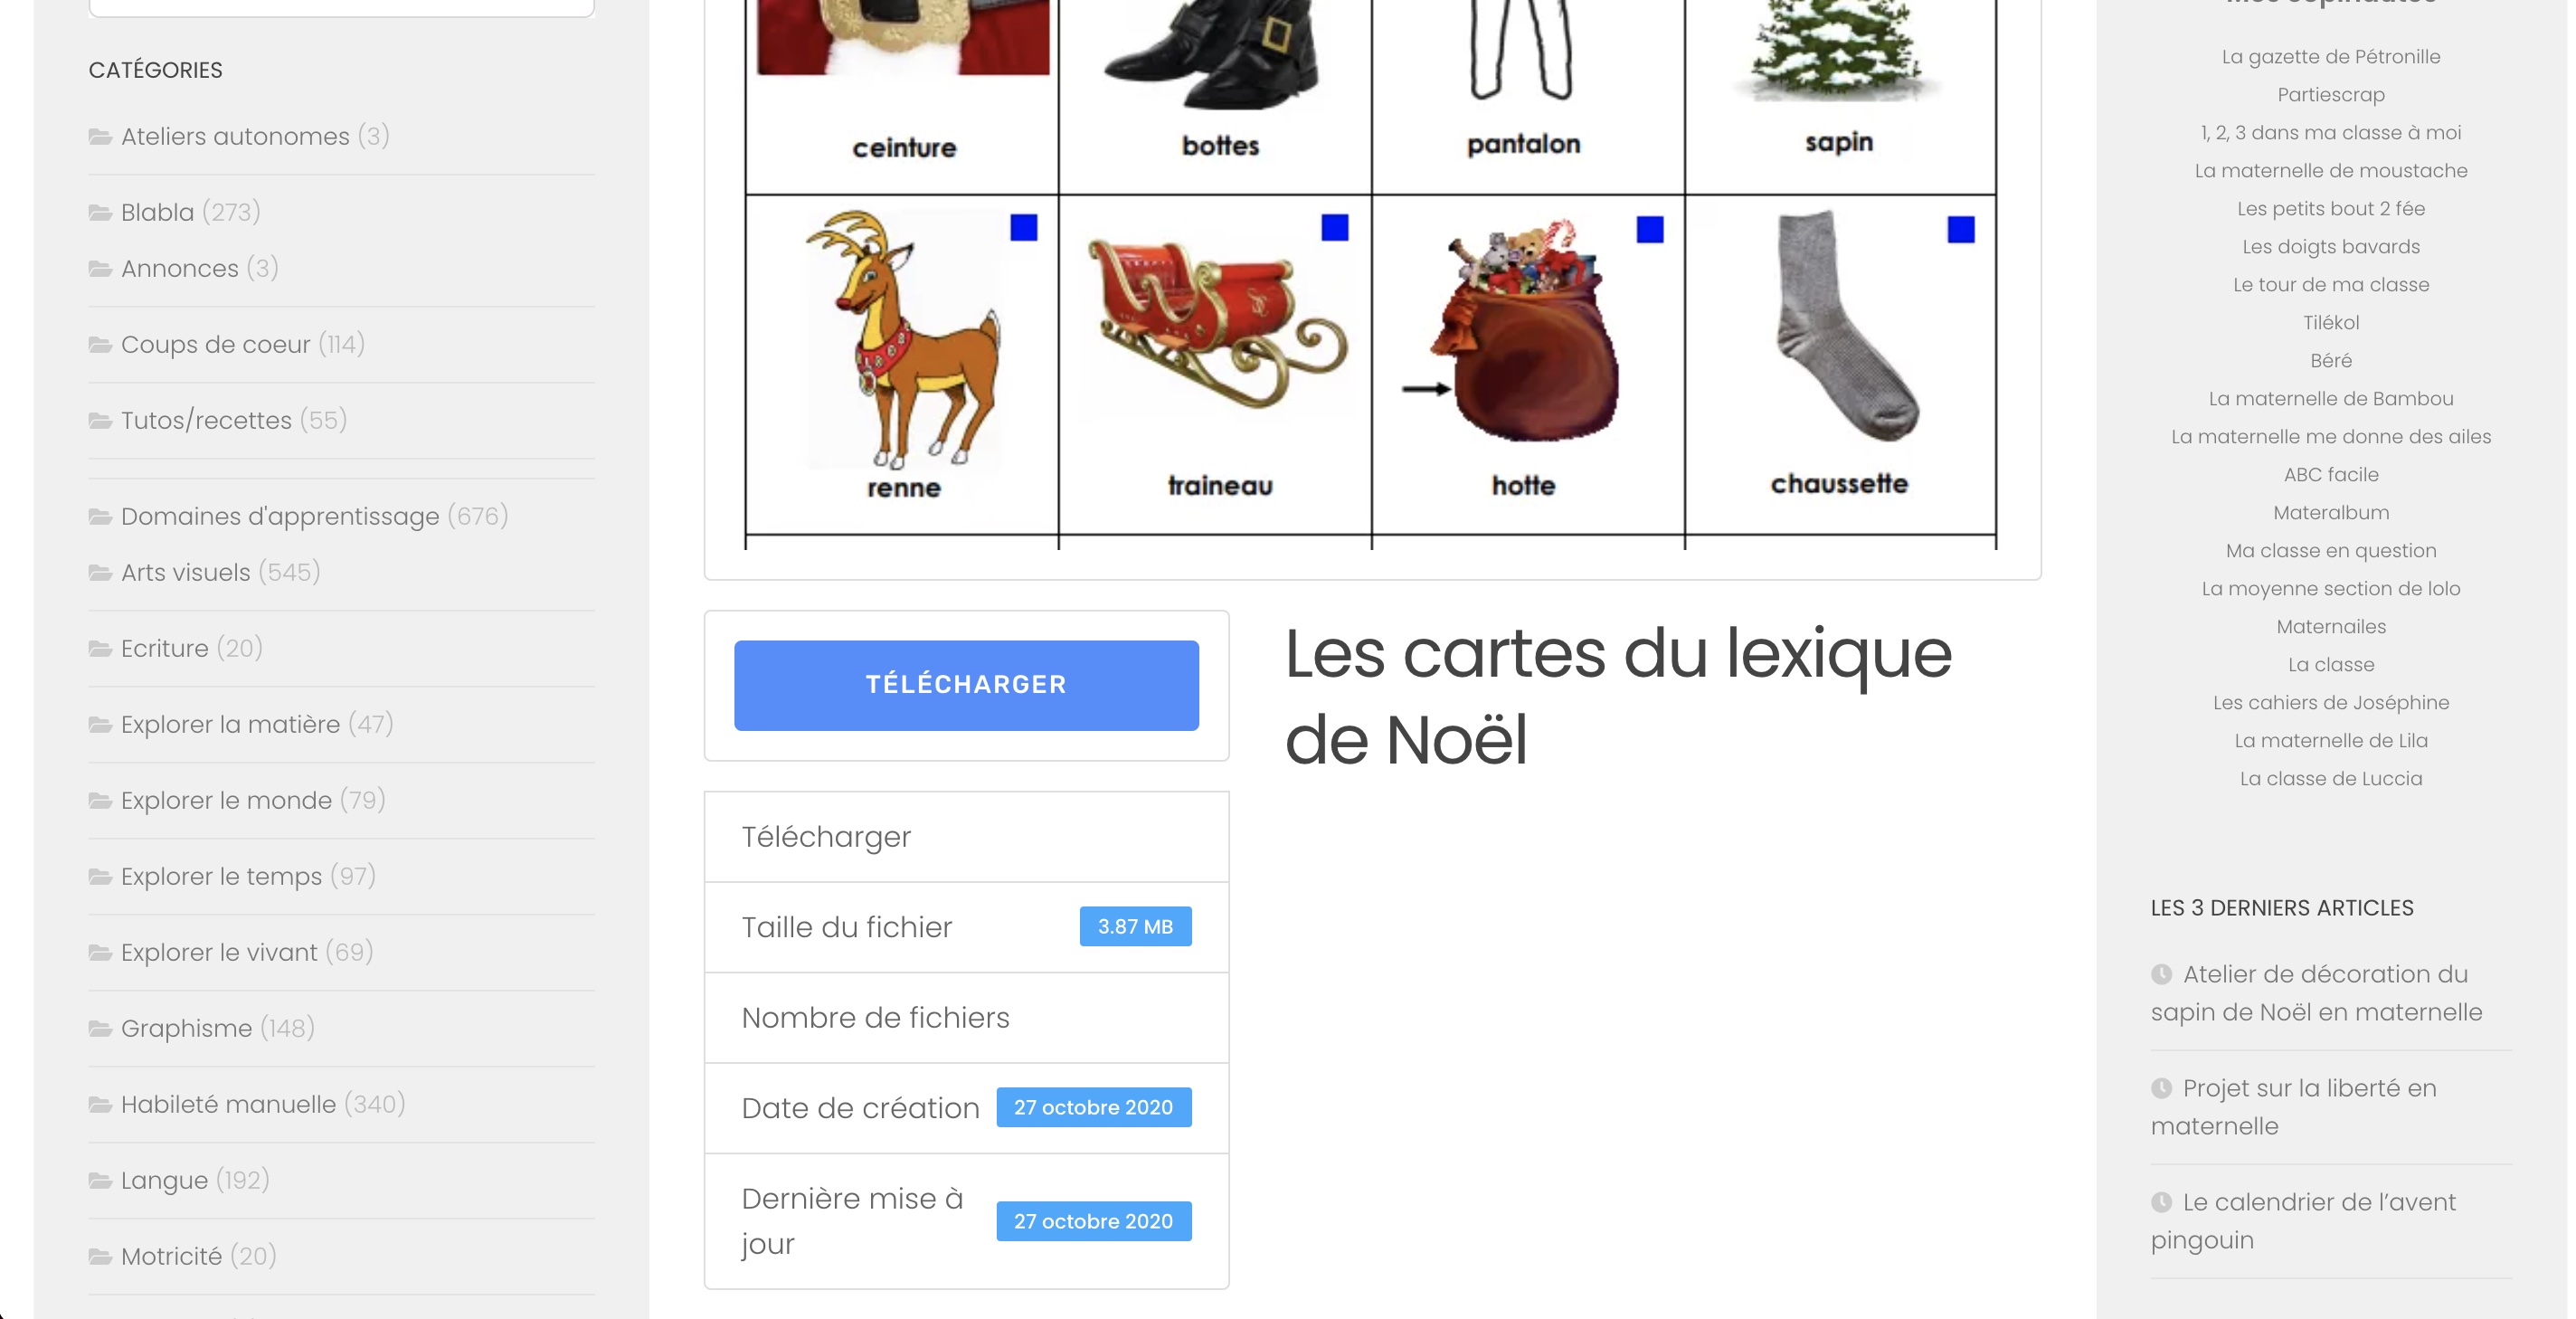 CATÉGORIES
Ateliers autonomes (3)
Blabla (273)
Annonces (3)
Coups de coeur (114)
Tutos/recettes (55)
Domaines d'apprentissage (676)
Arts visuels (545)
Ecriture (20)
Explorer la matière (47)
Explorer le monde (79)
Explorer le temps (97)
Explorer le vivant (69)
Graphisme (148)
Habileté manuelle (340)
Langue (192)
Motricité (20)
ceinture
bottes
pantalon
sapin
renne
traineau
hotte
chaussette
TÉLÉCHARGER
Les cartes du lexique
de Noël
Télécharger
Taille du fichier 3.87 MB
Nombre de fichiers
Date de création 27 octobre 2020
Dernière mise à
jour 27 octobre 2020
La gazette de Pétronille
Partiescrap
1, 2, 3 dans ma classe à moi
La maternelle de moustache
Les petits bout 2 fée
Les doigts bavards
Le tour de ma classe
Tilékol
Béré
La maternelle de Bambou
La maternelle me donne des ailes
ABC facile
Materalbum
Ma classe en question
La moyenne section de lolo
Maternailes
La classe
Les cahiers de Joséphine
La maternelle de Lila
La classe de Luccia
LES 3 DERNIERS ARTICLES
Atelier de décoration du
sapin de Noël en maternelle
Projet sur la liberté en
maternelle
Le calendrier de l’avent
pingouin